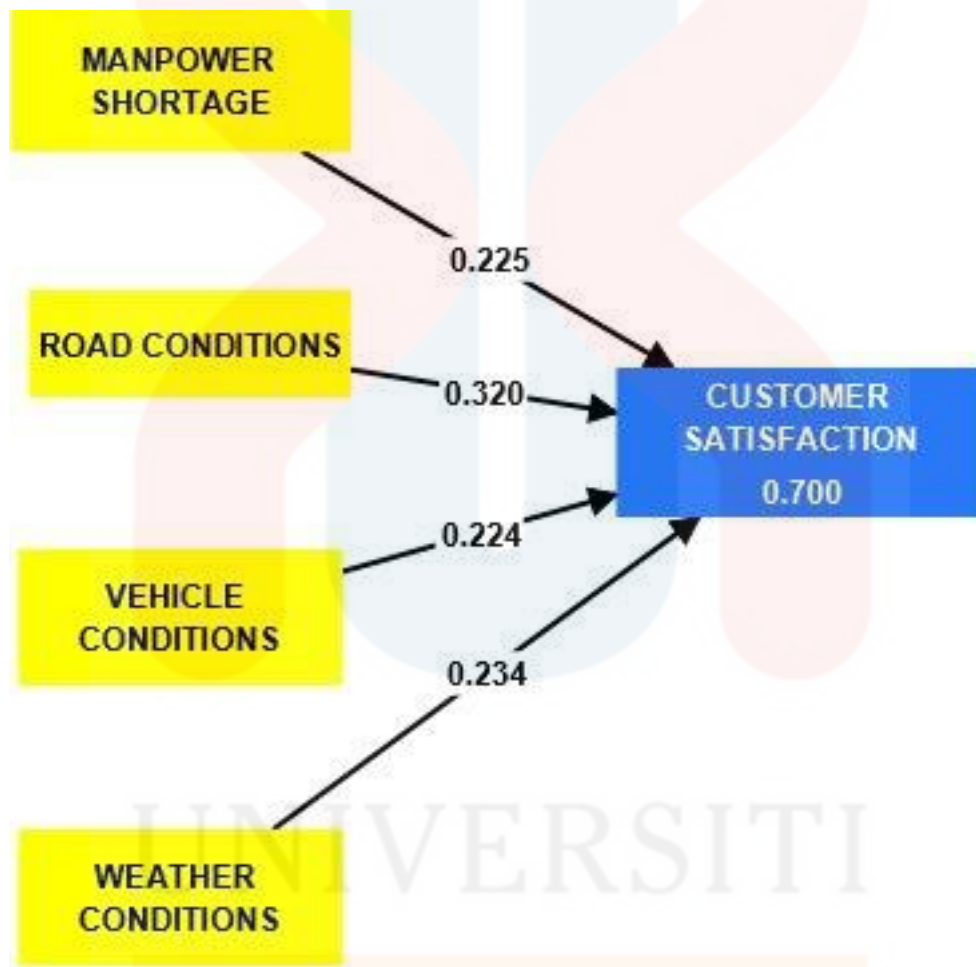 MANPOWER
SHORTAGE
0.225
ROAD CONDITIONS
0.320
CUSTOMER
SATISFACTION
0.700
VEHICLE
CONDITIONS
0.224
0.234
WEATHER
CONDITIONS
UNIVERSITI